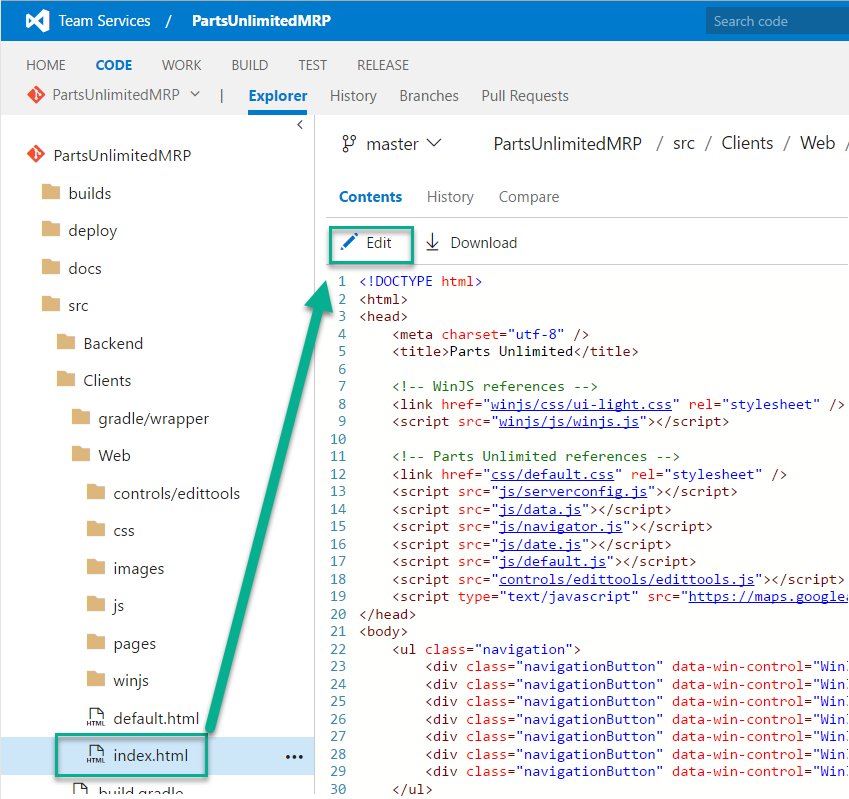 Team Services / PartsUnlimitedMRP Search code
HOME CODE WORK BUILD TEST RELEASE
PartsUnlimitedMRP | Explorer History Branches Pull Requests
<
PartsUnlimitedMRP
builds
deploy
docs
src
Backend
Clients
gradle/wrapper
Web
controls/edittools
css
images
js
pages
winjs
HTML default.html
HTML index.html ...
build.gradle
master PartsUnlimitedMRP / src / Clients / Web /
Contents History Compare
Edit Download
1 <!DOCTYPE html>
2 <html>
3 <head>
4 <meta charset="utf-8" />
5 <title>Parts Unlimited</title>
6
7 <!-- WinJS references -->
8 <link href="winjs/css/ui-light.css" rel="stylesheet" />
9 <script src="winjs/js/winjs.js"></script>
10
11 <!-- Parts Unlimited references -->
12 <link href="css/default.css" rel="stylesheet" />
13 <script src="js/serverconfig.js"></script>
14 <script src="js/data.js"></script>
15 <script src="js/navigator.js"></script>
16 <script src="js/date.js"></script>
17 <script src="js/default.js"></script>
18 <script src="controls/edittools/edittools.js"></script>
19 <script type="text/javascript" src="https://maps.googlea
20 </head>
21 <body>
22 <ul class="navigation">
23 <div class="navigationButton" data-win-control="Win
24 <div class="navigationButton" data-win-control="Win
25 <div class="navigationButton" data-win-control="Win
26 <div class="navigationButton" data-win-control="Win
27 <div class="navigationButton" data-win-control="Win
28 <div class="navigationButton" data-win-control="Win
29 <div class="navigationButton" data-win-control="Win
30 </ul>